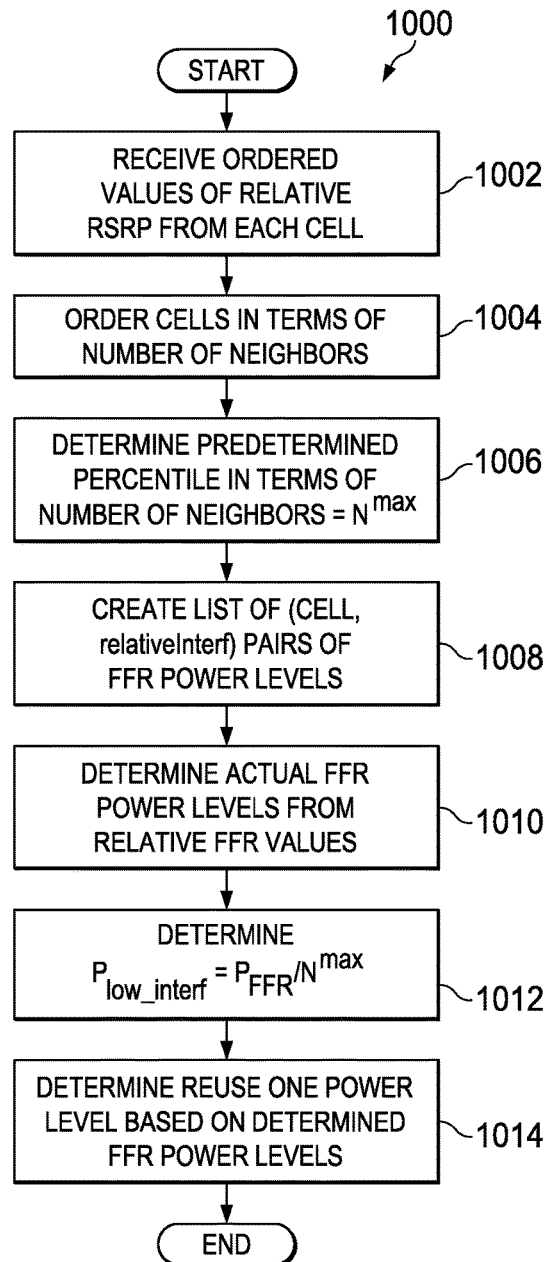 1000
START
RECEIVE ORDERED
VALUES OF RELATIVE
RSRP FROM EACH CELL
1002
ORDER CELLS IN TERMS OF
NUMBER OF NEIGHBORS
1004
DETERMINE PREDETERMINED
PERCENTILE IN TERMS OF
NUMBER OF NEIGHBORS = N^max
1006
CREATE LIST OF (CELL,
relativeInterf) PAIRS OF
FFR POWER LEVELS
1008
DETERMINE ACTUAL FFR
POWER LEVELS FROM
RELATIVE FFR VALUES
1010
DETERMINE
P_low_interf = P_FFR/N^max
1012
DETERMINE REUSE ONE POWER
LEVEL BASED ON DETERMINED
FFR POWER LEVELS
1014
END